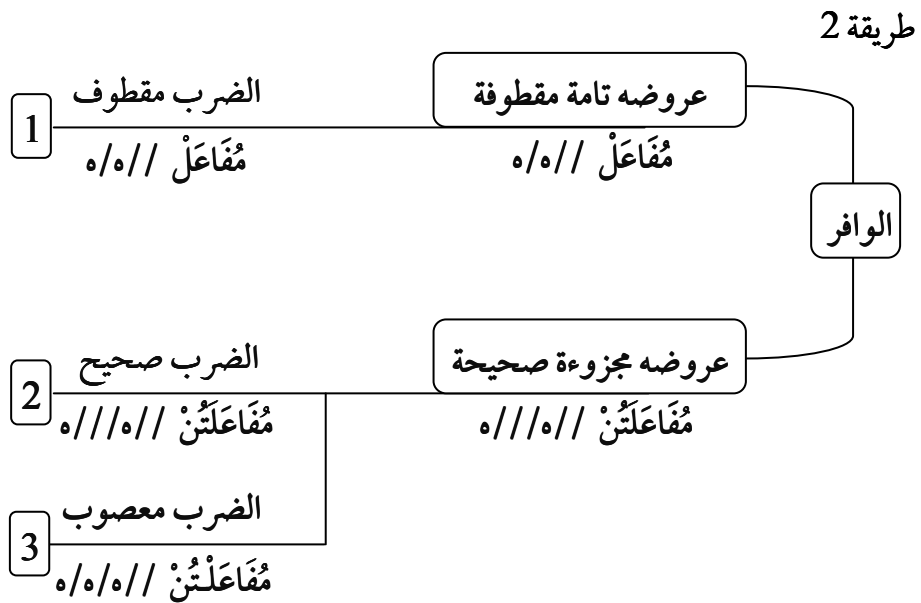 طريقة 2
عروضه تامة مقطوفة
الضرب مقطوف
1
مُفَاعَلْ //ه/ه
مُفَاعَلْ //ه/ه
الوافر
عروضه مجزوءة صحيحة
الضرب صحيح
2
مُفَاعَلَتُنْ //ه///ه
مُفَاعَلَتُنْ //ه///ه
الضرب معصوب
3
مُفَاعَلْتُنْ //ه/ه/ه